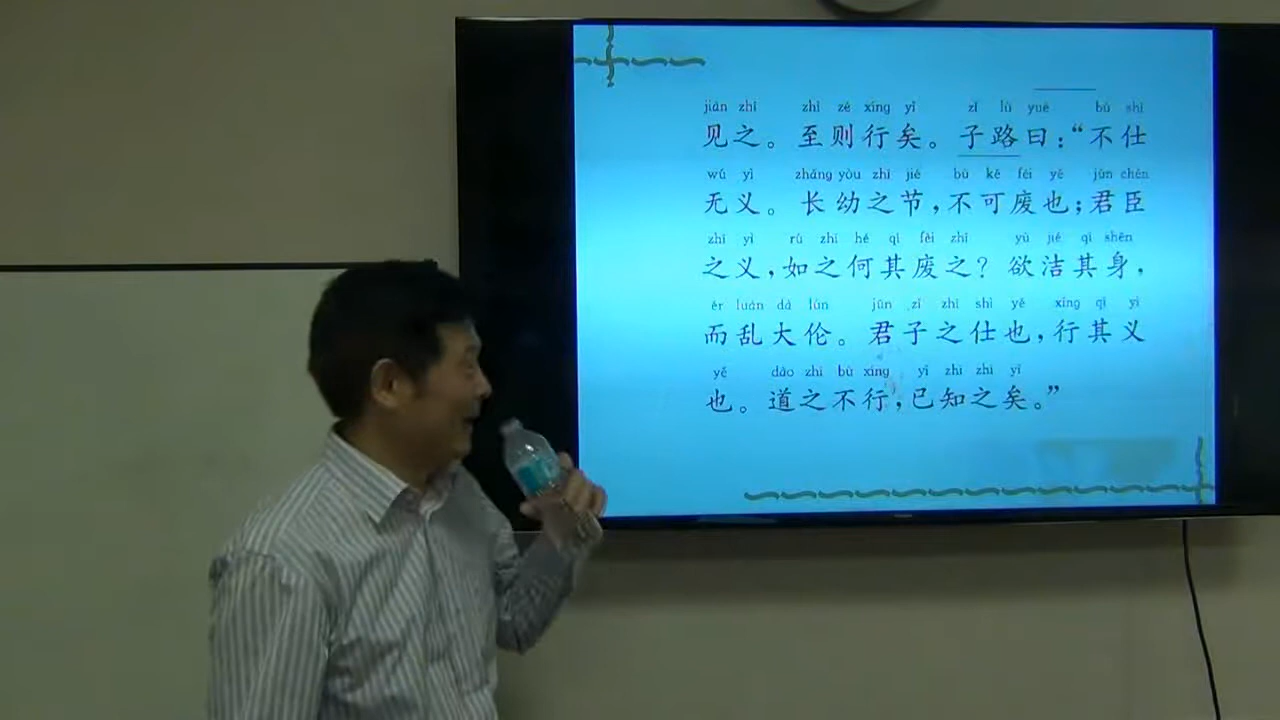 jiàn zhī zhì zé xíng yǐ zǐ lù yuē bú shì
见之。至则行矣。子路曰：“不仕
wú yì zhǎng yòu zhī jié bù kě fèi yě jūn chén
无义。长幼之节，不可废也；君臣
zhī yì rú zhī hé qí fèi zhī yù jié qí shēn
之义，如之何其废之？欲洁其身，
ér luàn dà lún jūn zǐ zhī shì yě xíng qí yì
而乱大伦。君子之仕也，行其义
yě dào zhī bù xíng yǐ zhī zhī yǐ
也。道之不行，已知之矣。”